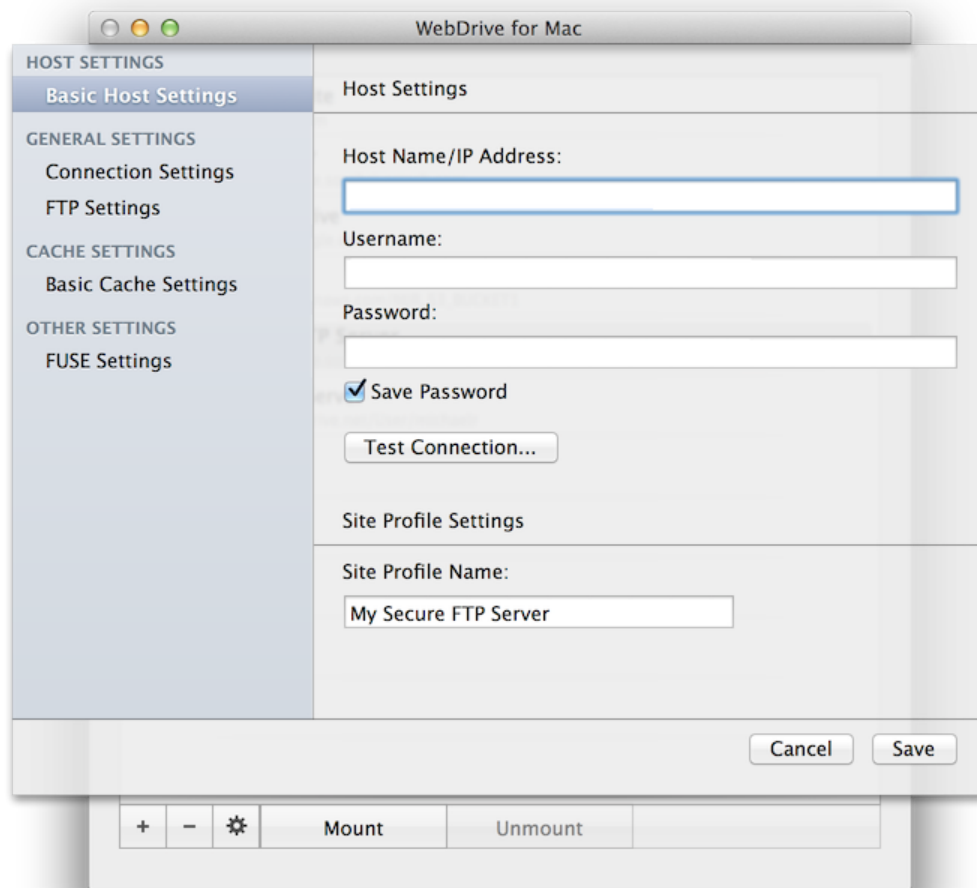 WebDrive for Mac
HOST SETTINGS
Basic Host Settings
GENERAL SETTINGS
Connection Settings
FTP Settings
CACHE SETTINGS
Basic Cache Settings
OTHER SETTINGS
FUSE Settings
Host Settings
Host Name/IP Address:
Username:
Password:
Save Password
Test Connection...
Site Profile Settings
Site Profile Name:
My Secure FTP Server
Cancel
Save
+ −
Mount
Unmount